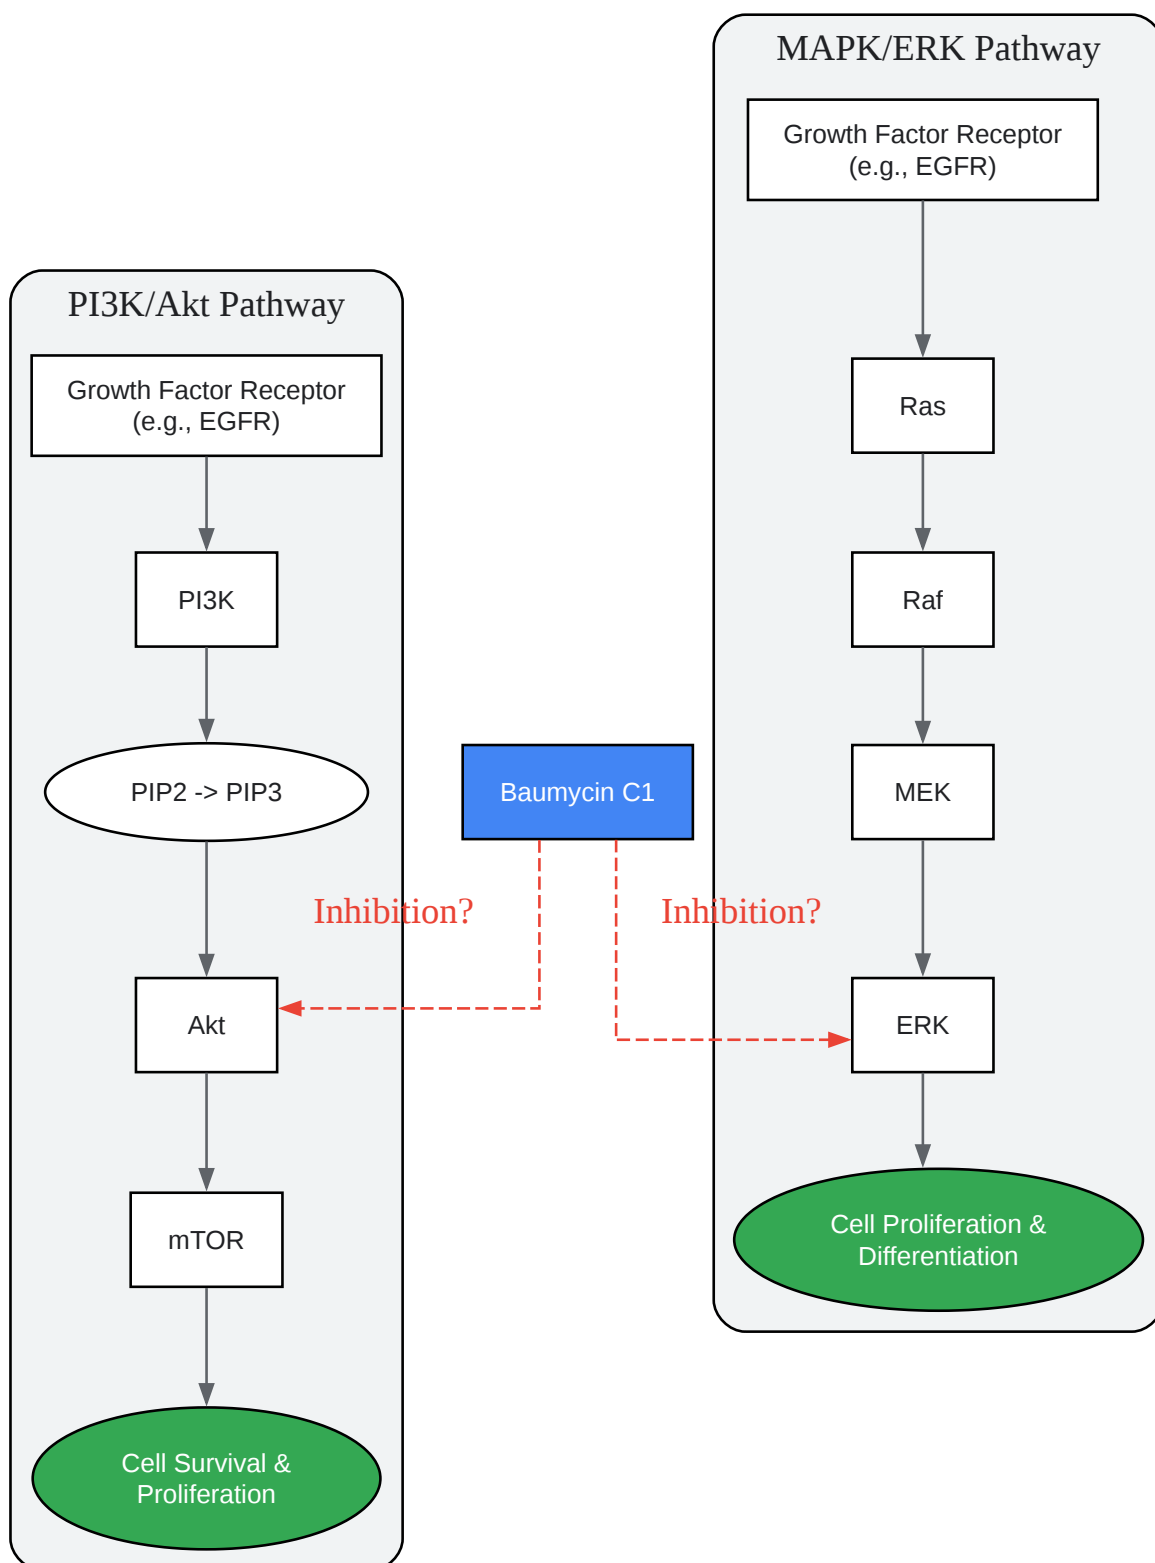 MAPK/ERK Pathway
Growth Factor Receptor
(e.g., EGFR)
Ras
Raf
MEK
ERK
Cell Proliferation &
Differentiation
PI3K/Akt Pathway
Growth Factor Receptor
(e.g., EGFR)
PI3K
PIP2 -> PIP3
Akt
mTOR
Cell Survival &
Proliferation
Baumycin C1
Inhibition?
Inhibition?